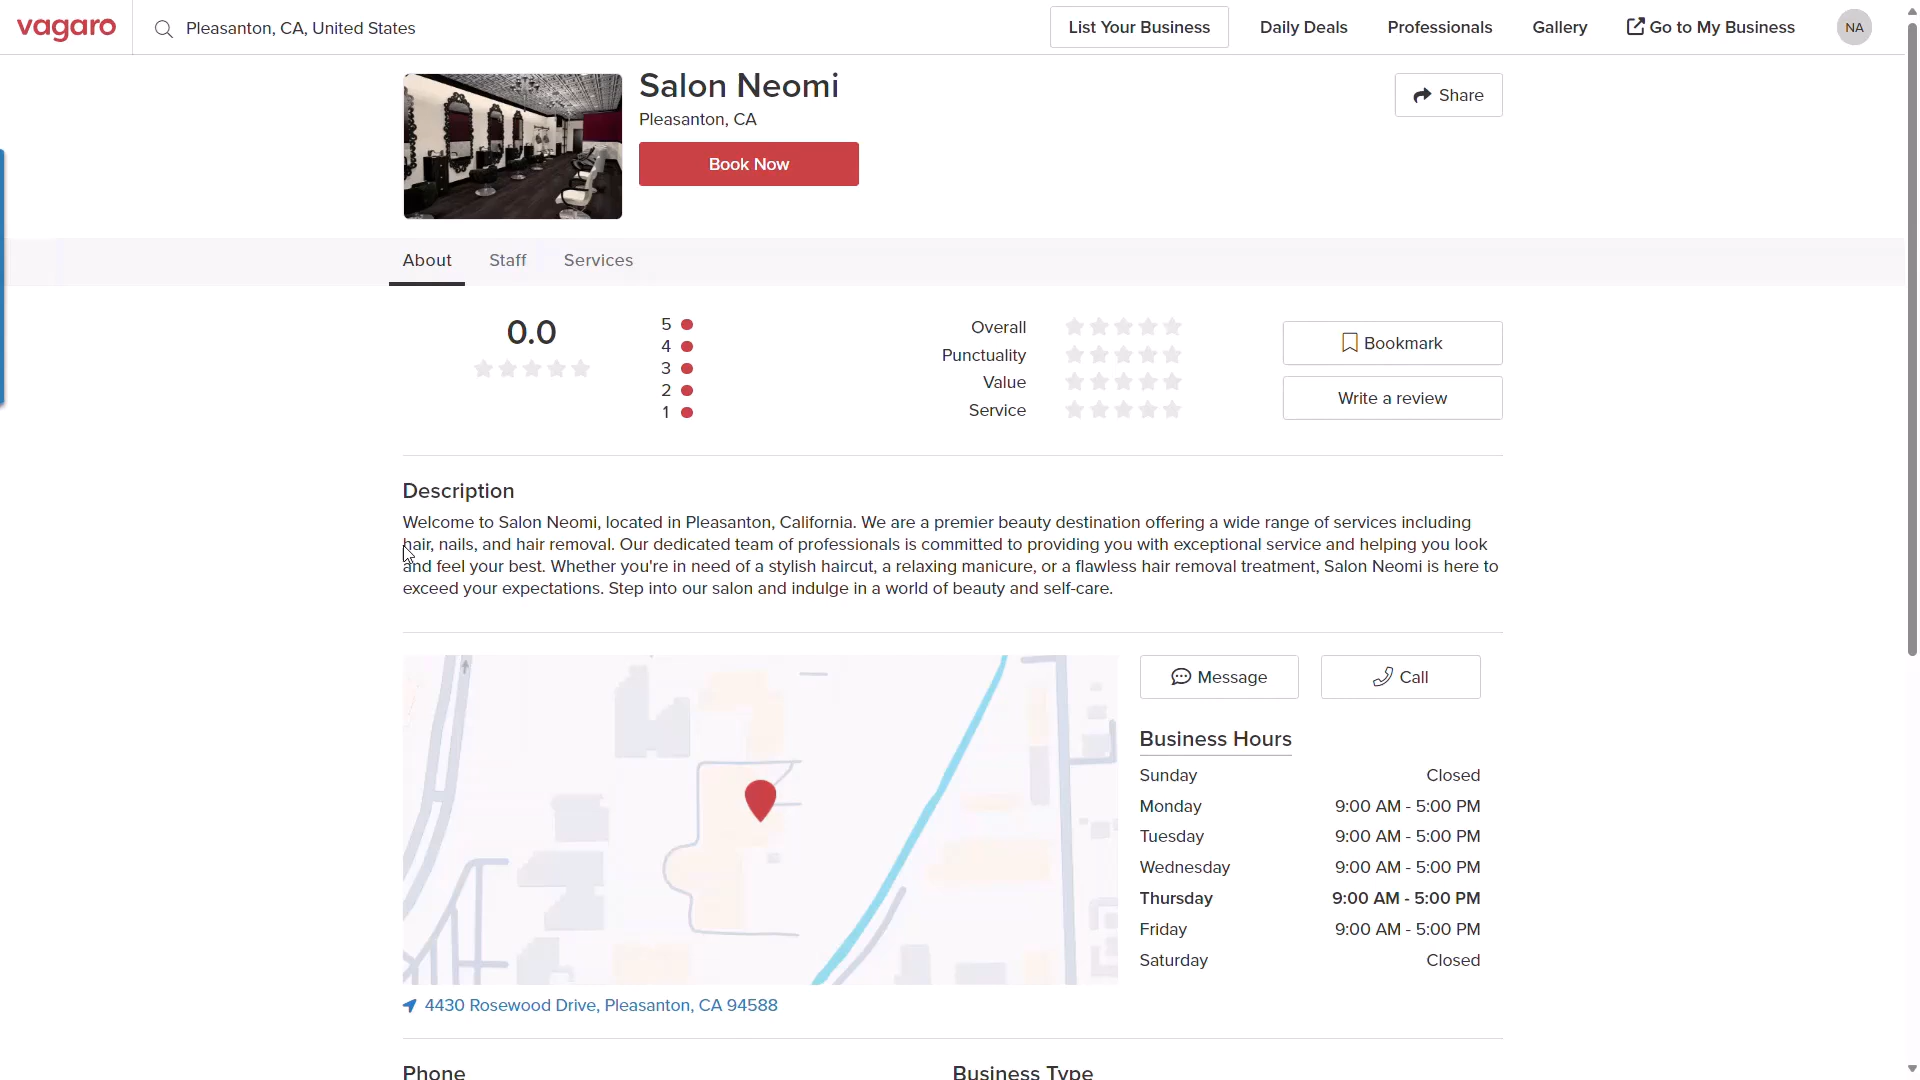 vagaro
Pleasanton, CA, United States
List Your Business
Daily Deals
Professionals
Gallery
Go to My Business
NA
Salon Neomi
Pleasanton, CA
Book Now
Share
About
Staff
Services
0.0
5
4
3
2
1
Overall
Punctuality
Value
Service
Bookmark
Write a review
Description
Welcome to Salon Neomi, located in Pleasanton, California. We are a premier beauty destination offering a wide range of services including
hair, nails, and hair removal. Our dedicated team of professionals is committed to providing you with exceptional service and helping you look
and feel your best. Whether you're in need of a stylish haircut, a relaxing manicure, or a flawless hair removal treatment, Salon Neomi is here to
exceed your expectations. Step into our salon and indulge in a world of beauty and self-care.
Message
Call
Business Hours
Sunday Closed
Monday 9:00 AM - 5:00 PM
Tuesday 9:00 AM - 5:00 PM
Wednesday 9:00 AM - 5:00 PM
Thursday 9:00 AM - 5:00 PM
Friday 9:00 AM - 5:00 PM
Saturday Closed
4430 Rosewood Drive, Pleasanton, CA 94588
Phone
Business Type